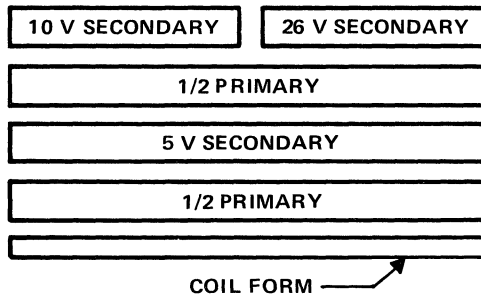 10 V SECONDARY
26 V SECONDARY
1/2 PRIMARY
5 V SECONDARY
1/2 PRIMARY
COIL FORM